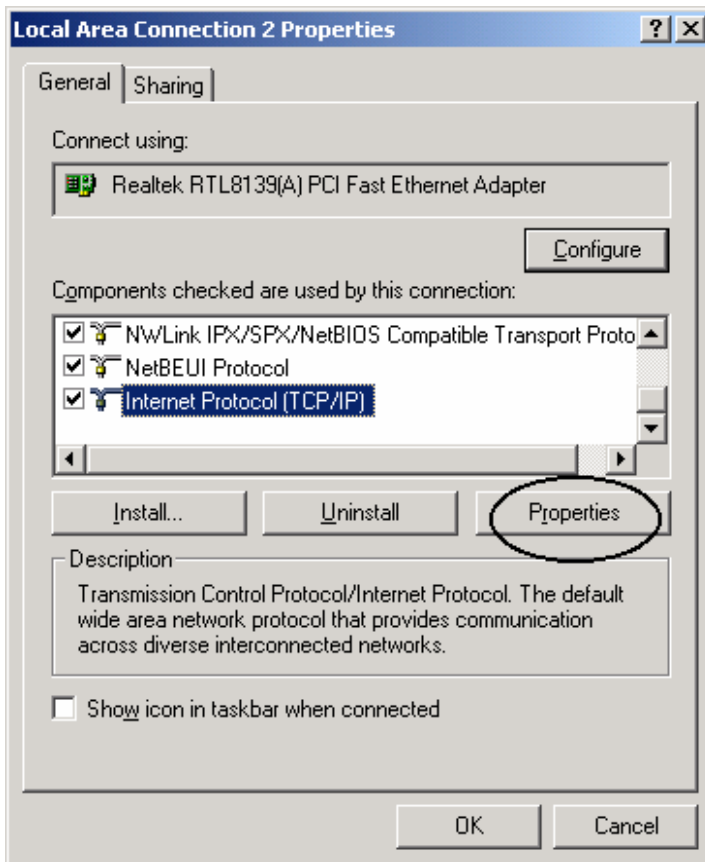 Local Area Connection 2 Properties
General
Sharing
Connect using:
Realtek RTL8139(A) PCI Fast Ethernet Adapter
Configure
Components checked are used by this connection:
NWLink IPX/SPX/NetBIOS Compatible Transport Proto
NetBEUI Protocol
Internet Protocol (TCP/IP)
Install...
Uninstall
Properties
Description
Transmission Control Protocol/Internet Protocol. The default
wide area network protocol that provides communication
across diverse interconnected networks.
Show icon in taskbar when connected
OK
Cancel